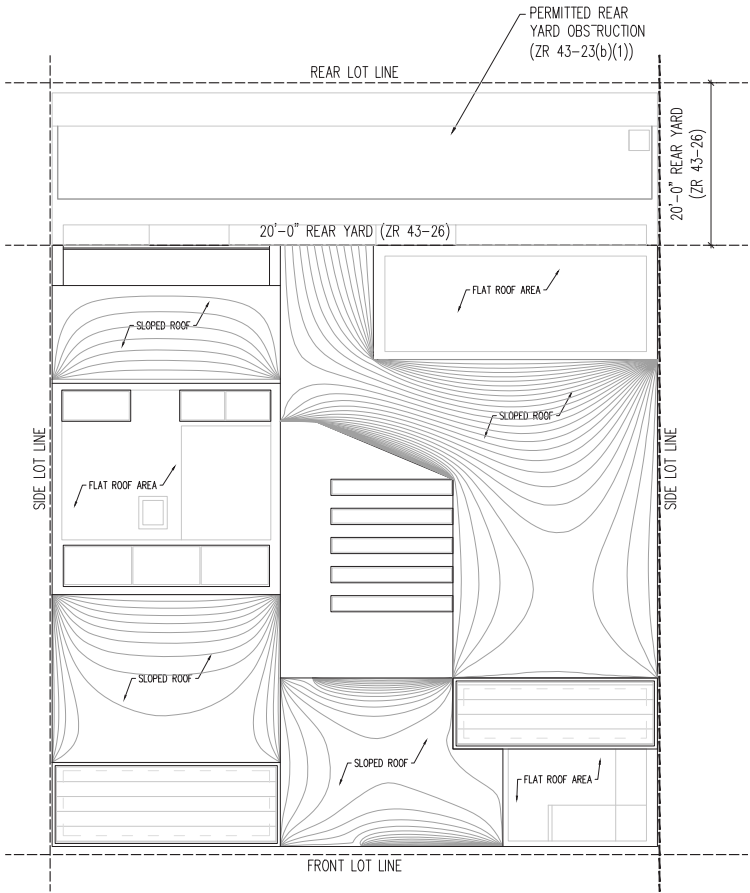 PERMITTED REAR
YARD OBSTRUCTION
(ZR 43-23(b)(1))
REAR LOT LINE
20'-0" REAR YARD
(ZR 43-26)
20'-0" REAR YARD (ZR 43-26)
FLAT ROOF AREA
SLOPED ROOF
SLOPED ROOF
SIDE LOT LINE
SIDE LOT LINE
FLAT ROOF AREA
SLOPED ROOF
SLOPED ROOF
FLAT ROOF AREA
FRONT LOT LINE